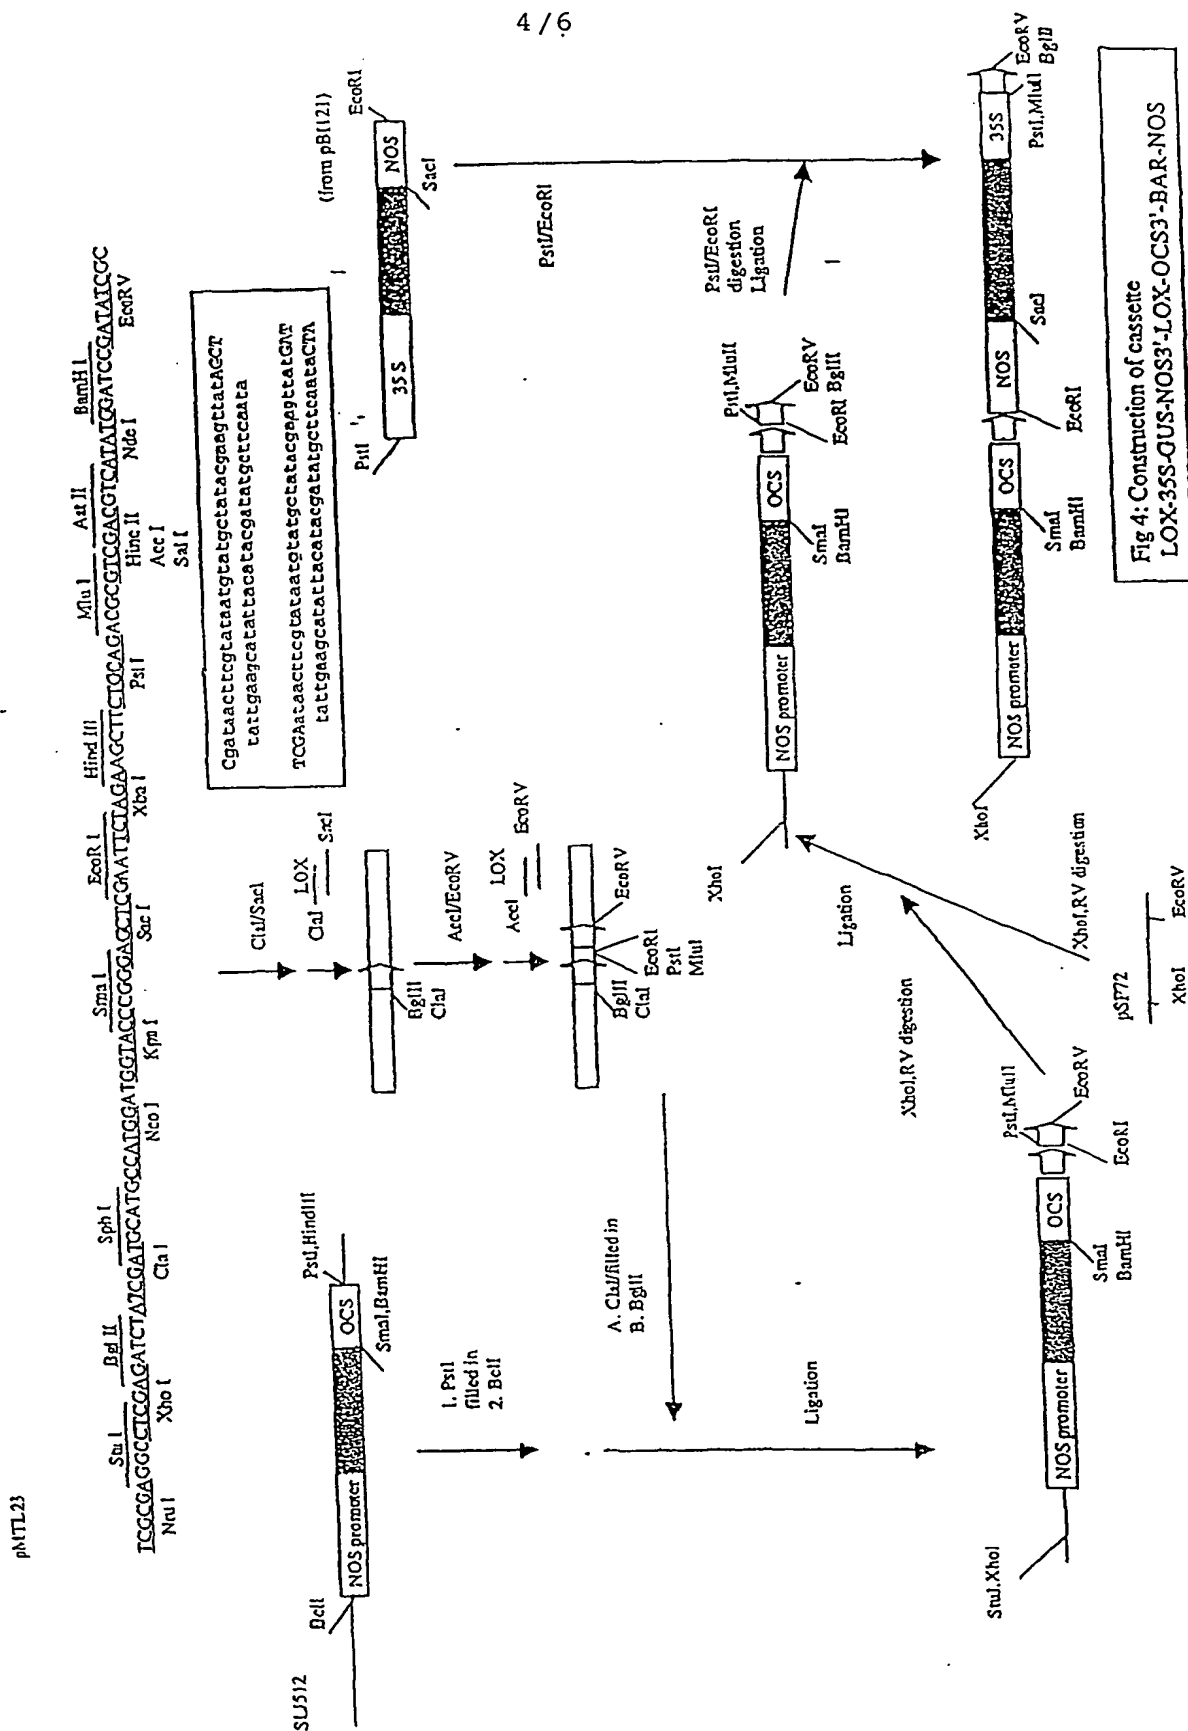 4/6
pMTL23
Stu I
Bgl II
Sph I
Sma I
EcoR I
Hind III
Mlu I
Aat II
BamH I
TCGCGAGGCCTCGAGATCTATCGATGCATGCCATGGATGGTACCCGGGAGCTCGAATTCTAGAAGCTTCTGCAGACGCGTCGACGTCATATGGATCCGATATCGC
Nru I
Xho I
Cla I
Nco I
Kpn I
Sac I
Xba I
Pst I
Hinc II
Acc I
Sal I
Nde I
EcoRV
CgataacttcgtataatgtatgctatacgaagttatAGCT
tattgaagcatattacatacgatatgcttcaata
TCGAataacttcgtataatgtatgctatacgaagttatGAT
tattgaagcatattacatacgatatgcttcaataCTA
ClaI/SacI
ClaI
LOX
SacI
BglII
ClaI
AccI/EcoRV
AccI
LOX
EcoRV
BglII
ClaI
EcoRI
PstI
MluI
EcoRV
(from pBI121)
PstI
35S
NOS
SacI
EcoRI
PstI/EcoRI
SLJ512
BclI
NOS promoter
OCS
PstI,HindIII
SmaI,BamHI
1. PstI
filled in
2. BclI
A. ClaI/filled in
B. BglII
Ligation
StuI,XhoI
NOS promoter
OCS
SmaI
BamHI
PstI,MluII
EcoRV
EcoRI
XhoI,RV digestion
pSP72
XhoI
EcoRV
XhoI,RV digestion
Ligation
XhoI
NOS promoter
OCS
SmaI
BamHI
PstI,MluII
EcoRV
EcoRI BglII
PstI/EcoRI
digestion
Ligation
XhoI
NOS promoter
OCS
SmaI
BamHI
EcoRI
NOS
SacI
35S
PstI,MluII
EcoRV
BglII
Fig 4: Construction of cassette
LOX-35S-GUS-NOS3'-LOX-OCS3'-BAR-NOS